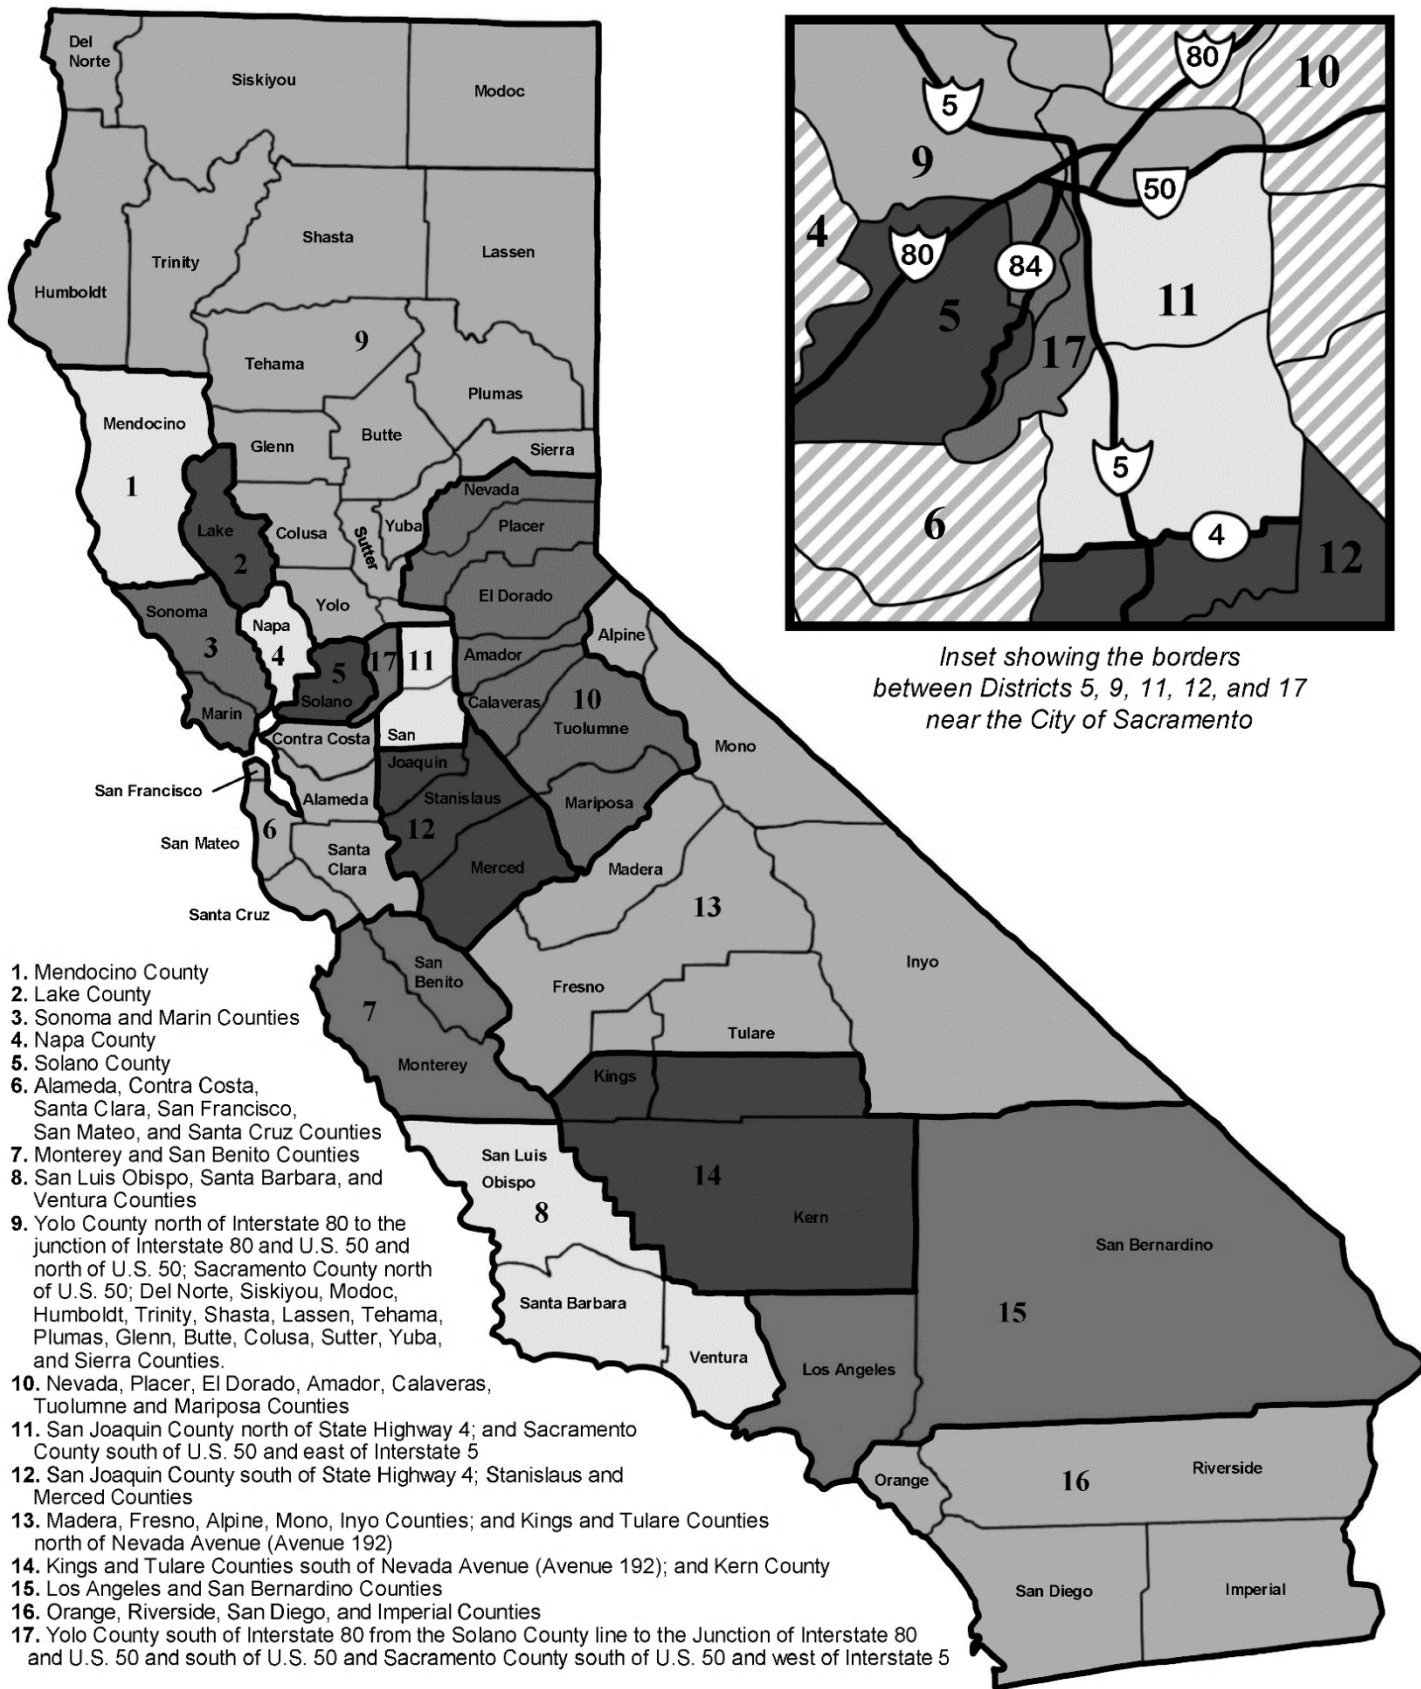 Del
Norte
Siskiyou
Modoc
Humboldt
Trinity
Shasta
Lassen
Tehama
9
Plumas
Mendocino
Glenn
Butte
Sierra
1
Nevada
Lake
Colusa
Sutter
Yuba
Placer
2
Sonoma
Yolo
El Dorado
3
Napa
4
5
17
11
Alpine
Amador
Solano
Marin
Calaveras
10
Tuolumne
Contra Costa
San
Joaquin
Mono
San Francisco
Alameda
Stanislaus
Mariposa
12
San Mateo
6
Santa
Clara
Merced
Madera
Santa Cruz
13
San
Benito
Fresno
Inyo
7
Tulare
Monterey
Kings
San Luis
Obispo
14
8
Kern
San Bernardino
Santa Barbara
15
Ventura
Los Angeles
Orange
16
Riverside
San Diego
Imperial
80
10
5
9
50
4
80
84
5
11
17
5
6
4
12
Inset showing the borders
between Districts 5, 9, 11, 12, and 17
near the City of Sacramento
1. Mendocino County
2. Lake County
3. Sonoma and Marin Counties
4. Napa County
5. Solano County
6. Alameda, Contra Costa,
Santa Clara, San Francisco,
San Mateo, and Santa Cruz Counties
7. Monterey and San Benito Counties
8. San Luis Obispo, Santa Barbara, and
Ventura Counties
9. Yolo County north of Interstate 80 to the
junction of Interstate 80 and U.S. 50 and
north of U.S. 50; Sacramento County north
of U.S. 50; Del Norte, Siskiyou, Modoc,
Humboldt, Trinity, Shasta, Lassen, Tehama,
Plumas, Glenn, Butte, Colusa, Sutter, Yuba,
and Sierra Counties.
10. Nevada, Placer, El Dorado, Amador, Calaveras,
Tuolumne and Mariposa Counties
11. San Joaquin County north of State Highway 4; and Sacramento
County south of U.S. 50 and east of Interstate 5
12. San Joaquin County south of State Highway 4; Stanislaus and
Merced Counties
13. Madera, Fresno, Alpine, Mono, Inyo Counties; and Kings and Tulare Counties
north of Nevada Avenue (Avenue 192)
14. Kings and Tulare Counties south of Nevada Avenue (Avenue 192); and Kern County
15. Los Angeles and San Bernardino Counties
16. Orange, Riverside, San Diego, and Imperial Counties
17. Yolo County south of Interstate 80 from the Solano County line to the Junction of Interstate 80
and U.S. 50 and south of U.S. 50 and Sacramento County south of U.S. 50 and west of Interstate 5